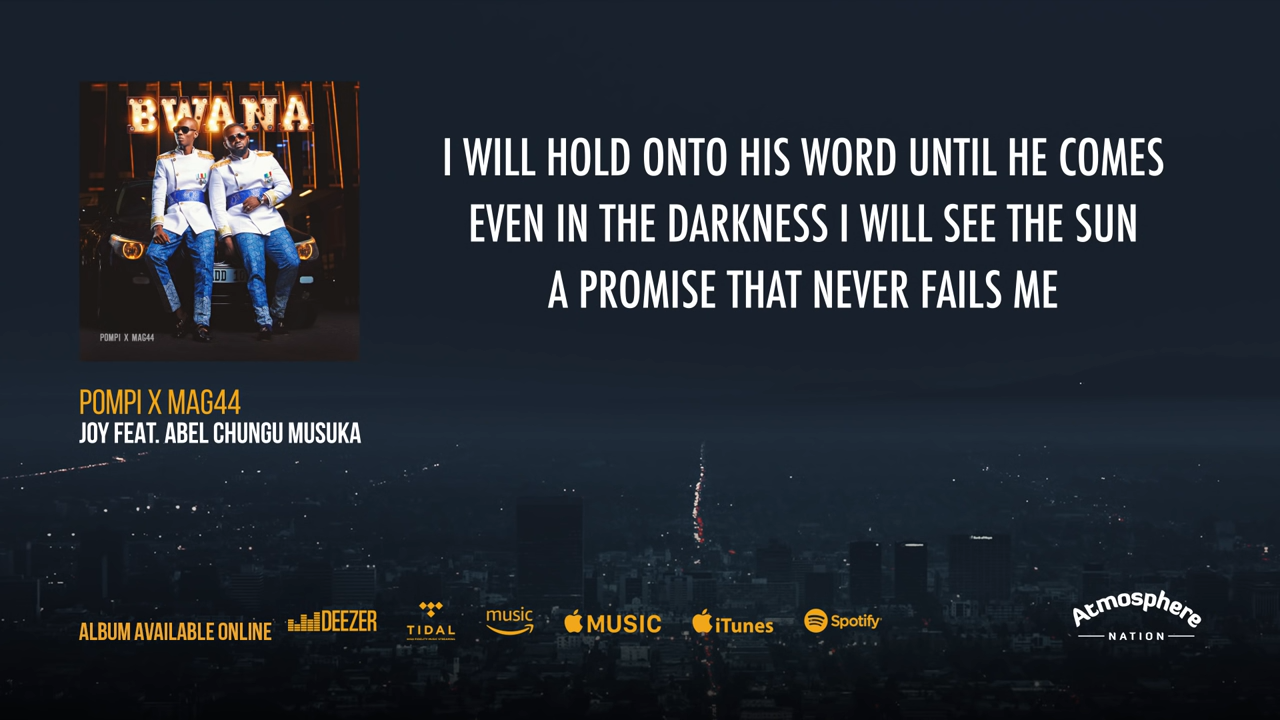 BWANA
POMPI X MAG44
I WILL HOLD ONTO HIS WORD UNTIL HE COMES
EVEN IN THE DARKNESS I WILL SEE THE SUN
A PROMISE THAT NEVER FAILS ME
POMPI X MAG44
JOY FEAT. ABEL CHUNGU MUSUKA
ALBUM AVAILABLE ONLINE
DEEZER
TIDAL
music
MUSIC
iTunes
Spotify
Atmosphere
NATION